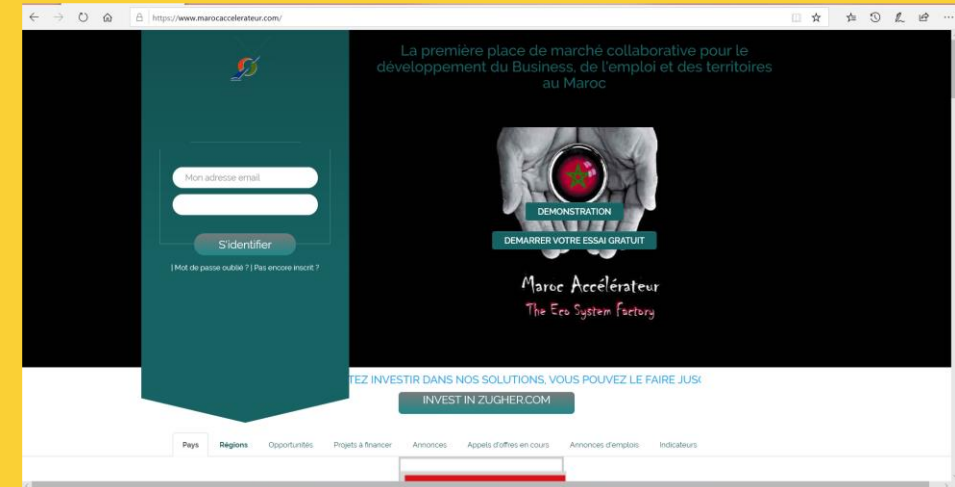 https://www.marocaccelerateur.com/
La première place de marché collaborative pour le
développement du Business, de l'emploi et des territoires
au Maroc
Mon adresse email
S'identifier
| Mot de passe oublié ? | Pas encore inscrit ?
DEMONSTRATION
DEMARRER VOTRE ESSAI GRATUIT
Maroc Accélérateur
The Eco System Factory
TEZ INVESTIR DANS NOS SOLUTIONS, VOUS POUVEZ LE FAIRE JUS
INVEST IN ZUGHER.COM
Pays Régions Opportunités Projets à financer Annonces Appels d'offres en cours Annonces d'emplois Indicateurs